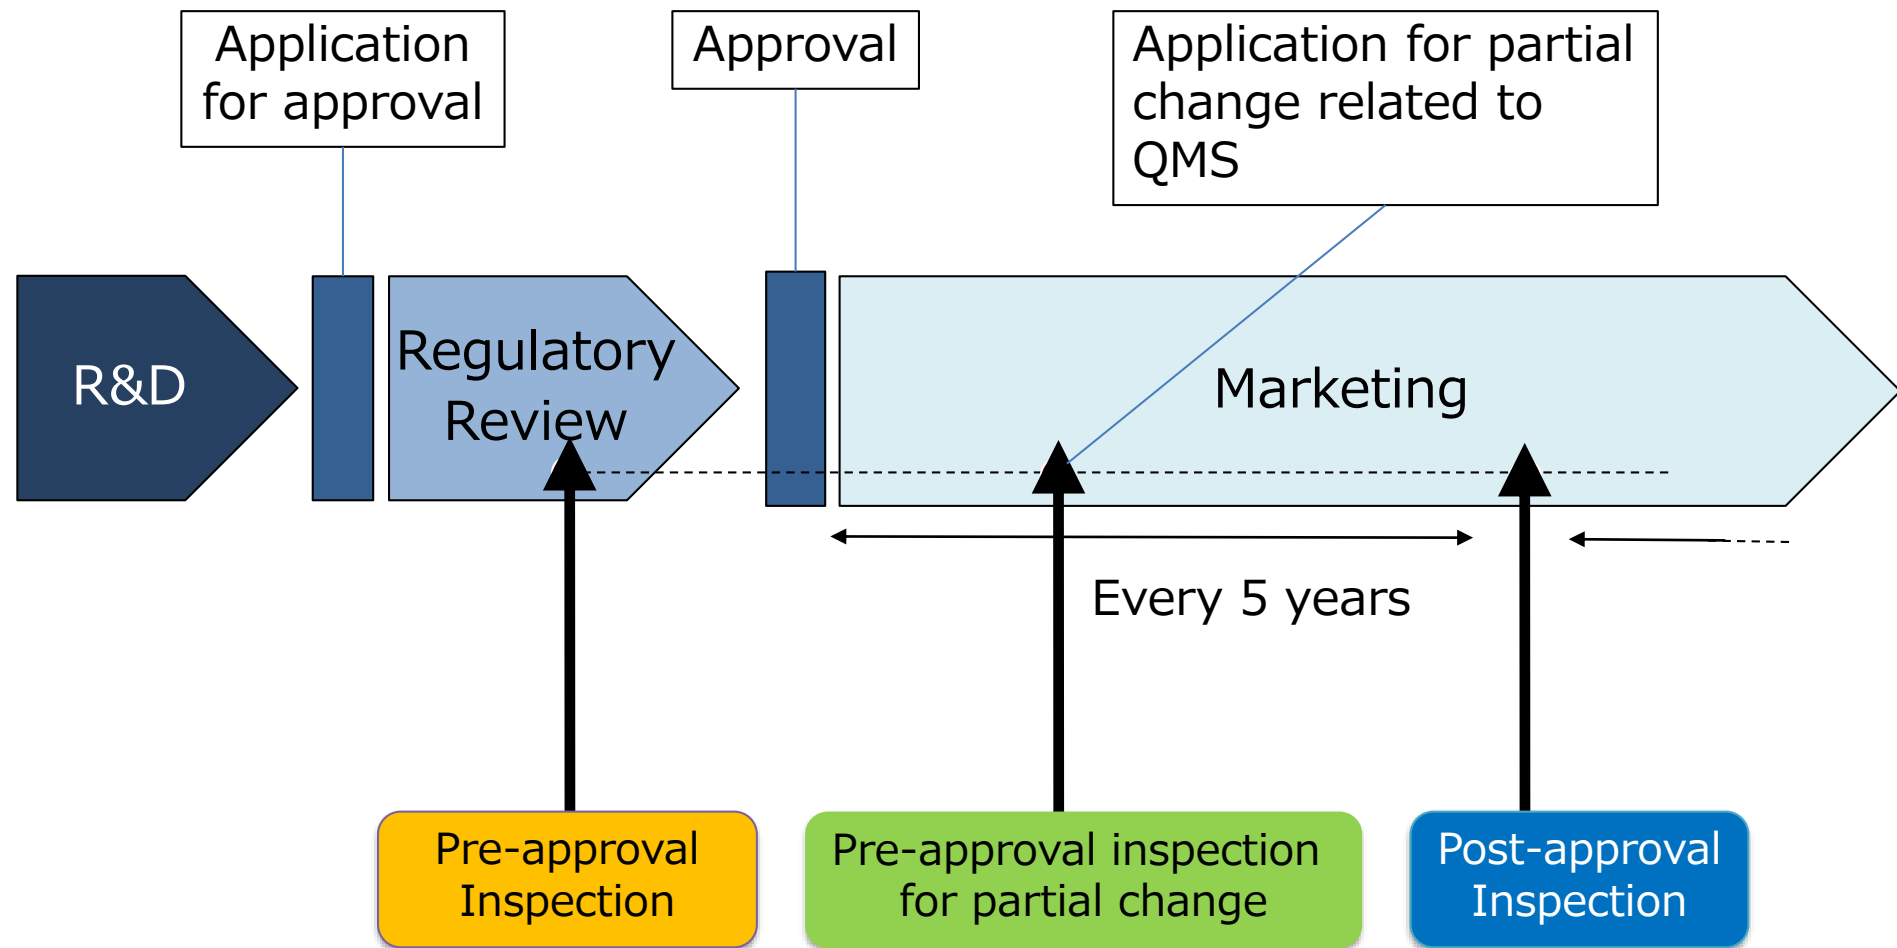 Application
for approval
Approval
Application for partial
change related to
QMS
R&D
Regulatory
Review
Marketing
Every 5 years
Pre-approval
Inspection
Pre-approval inspection
for partial change
Post-approval
Inspection